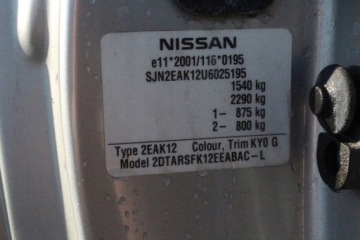 NISSAN
e11*2001/116*0195
SJN2EAK12U6025195
1540 kg
2290 kg
1- 875 kg
2- 800 kg
Type 2EAK12 Colour, Trim KY0 G
Model 2DTARSFK12EEABAC-L